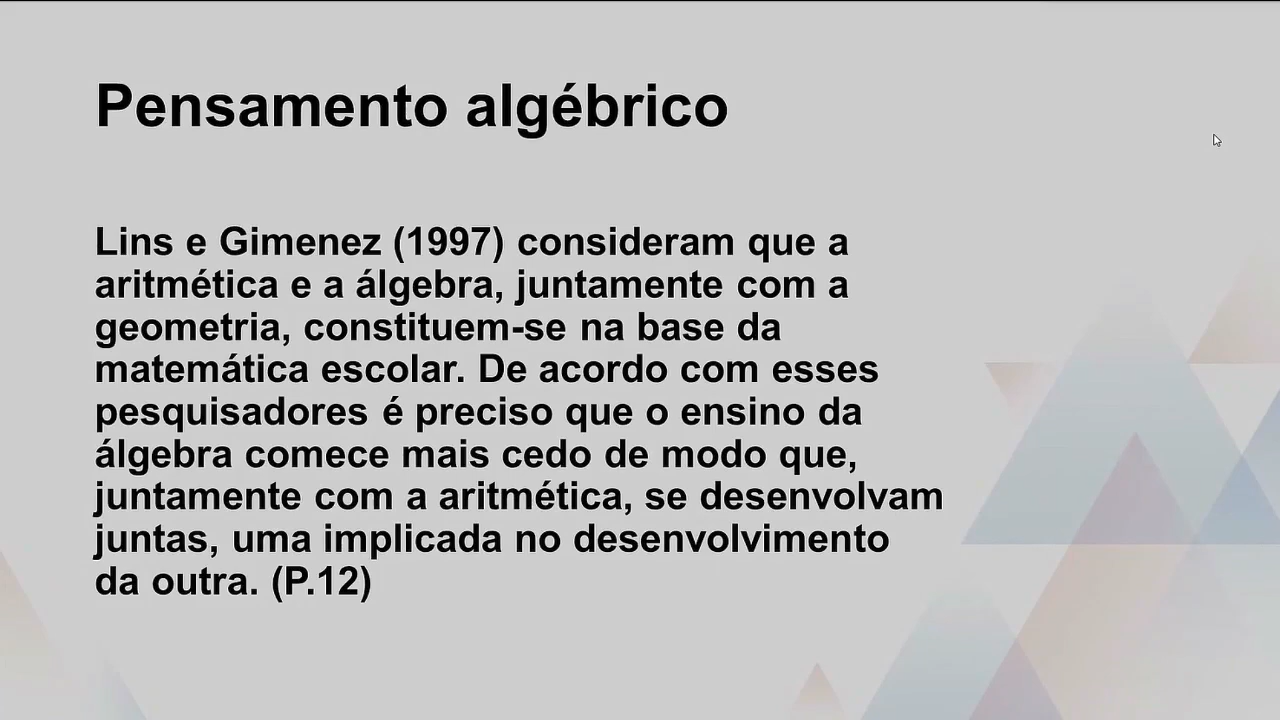 Pensamento algébrico
Lins e Gimenez (1997) consideram que a
aritmética e a álgebra, juntamente com a
geometria, constituem-se na base da
matemática escolar. De acordo com esses
pesquisadores é preciso que o ensino da
álgebra comece mais cedo de modo que,
juntamente com a aritmética, se desenvolvam
juntas, uma implicada no desenvolvimento
da outra. (P.12)